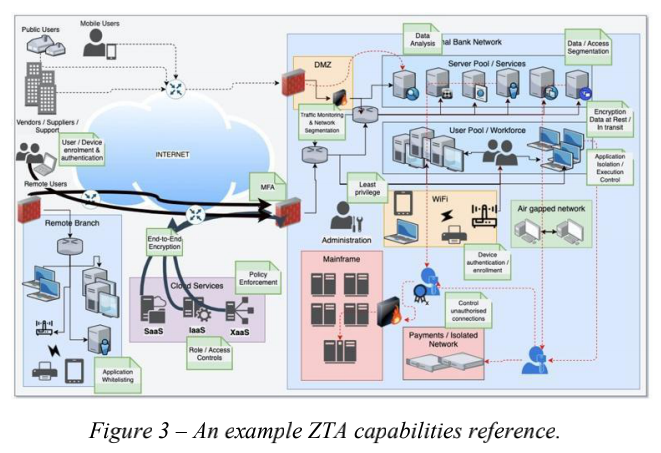 Public Users
Mobile Users
Vendors / Suppliers /
Support
User / Device
enrolment &
authentication
Remote Users
INTERNET
MFA
Remote Branch
Application
Whitelisting
End-to-End
Encryption
Cloud Services
SaaS
IaaS
XaaS
Policy
Enforcement
Role / Access
Controls
DMZ
Traffic Monitoring
& Network
Segmentation
Data
Analysis
nal Bank Network
Server Pool / Services
Data / Access
Segmentation
Encryption
Data at Rest /
In transit
User Pool / Workforce
Application
Isolation /
Execution
Control
Least
privilege
Administration
WiFi
Device
authentication /
enrollment
Air gapped network
Mainframe
Control
unauthorised
connections
Payments / Isolated
Network
Figure 3 – An example ZTA capabilities reference.